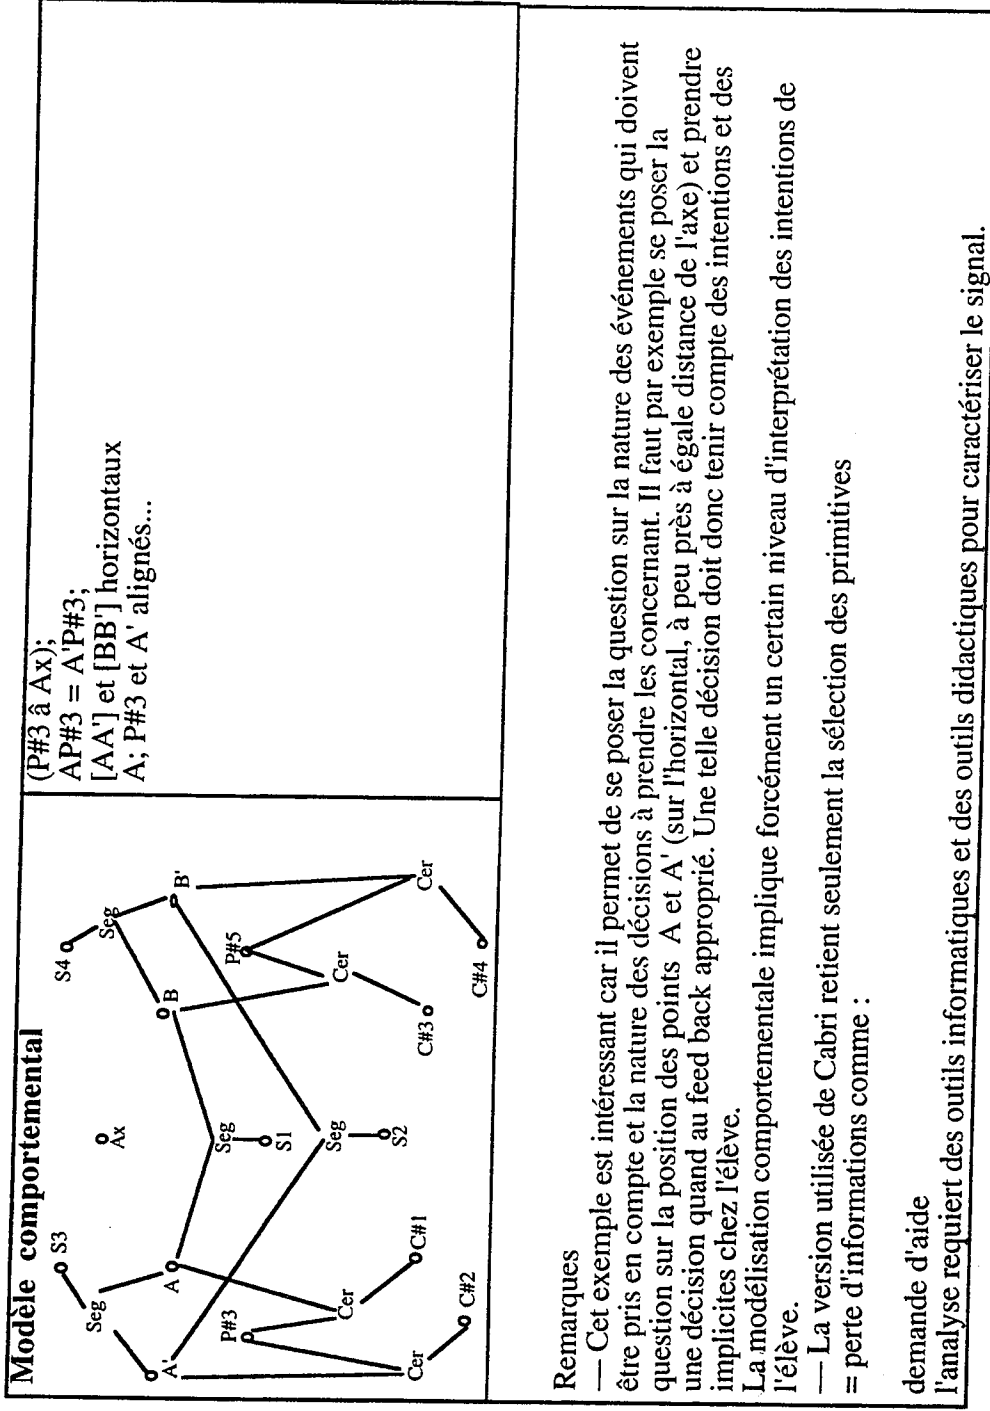 Modèle comportemental
S3
Seg
A'
A
P#3
Cer
Cer
C#1
C#2
Ax
Seg
S1
Seg
S2
S4
Seg
B
B'
P#5
Cer
Cer
C#3
C#4
(P#3 â Ax);
AP#3 = A'P#3;
[AA'] et [BB'] horizontaux
A; P#3 et A' alignés...
Remarques
— Cet exemple est intéressant car il permet de se poser la question sur la nature des événements qui doivent
être pris en compte et la nature des décisions à prendre les concernant. Il faut par exemple se poser la
question sur la position des points A et A' (sur l'horizontal, à peu près à égale distance de l'axe) et prendre
une décision quand au feed back approprié. Une telle décision doit donc tenir compte des intentions et des
implicites chez l'élève.
La modélisation comportementale implique forcément un certain niveau d'interprétation des intentions de
l'élève.
— La version utilisée de Cabri retient seulement la sélection des primitives
= perte d'informations comme :
demande d'aide
l'analyse requiert des outils informatiques et des outils didactiques pour caractériser le signal.